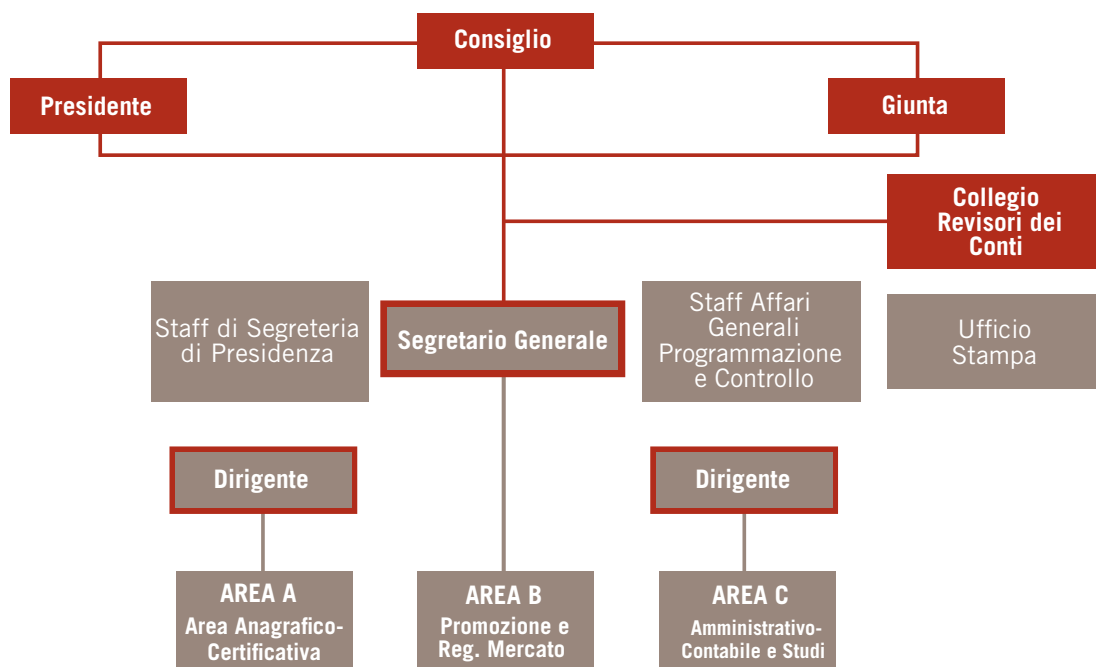 Consiglio
Presidente
Giunta
Collegio
Revisori dei
Conti
Staff di Segreteria
di Presidenza
Segretario Generale
Staff Affari
Generali
Programmazione
e Controllo
Ufficio
Stampa
Dirigente
Dirigente
AREA A
Area Anagrafico-
Certificativa
AREA B
Promozione e
Reg. Mercato
AREA C
Amministrativo-
Contabile e Studi